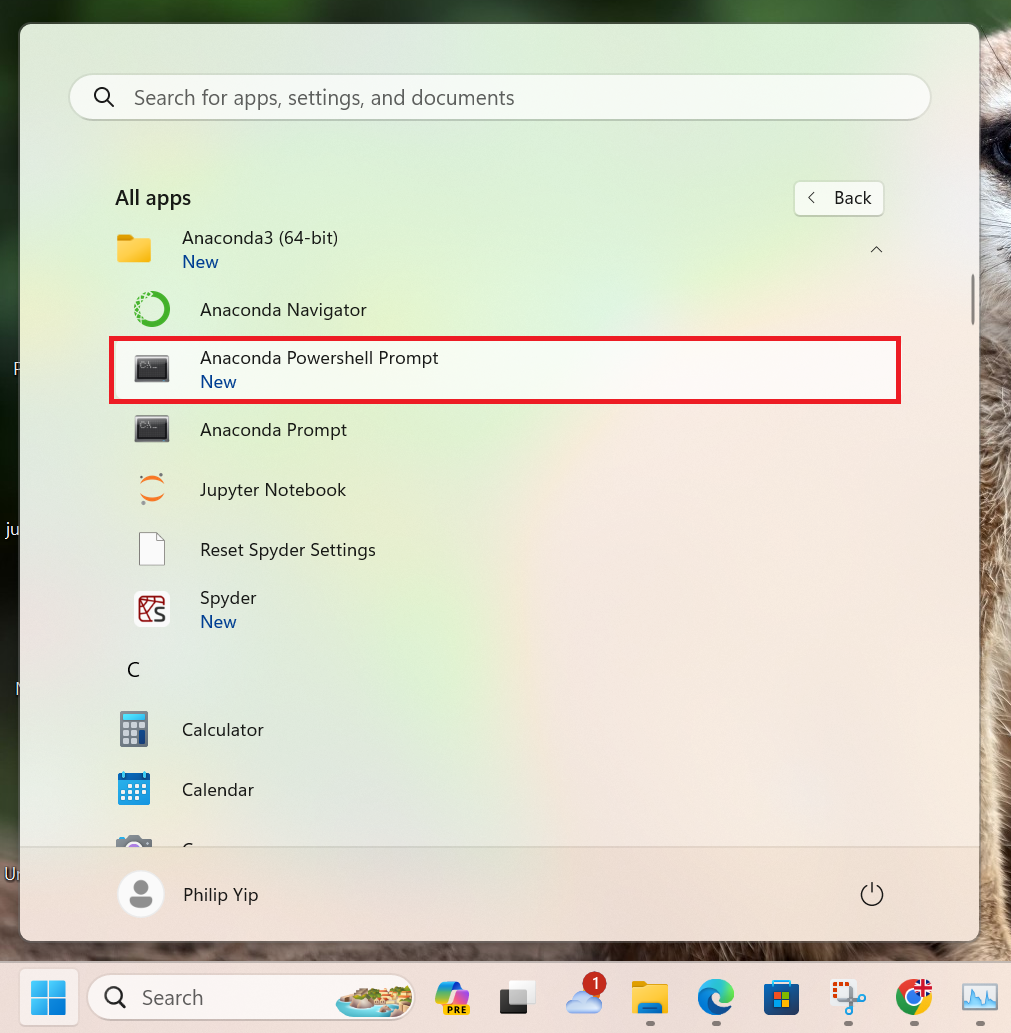 Search for apps, settings, and documents
All apps
Back
Anaconda3 (64-bit)
New
Anaconda Navigator
Anaconda Powershell Prompt
New
Anaconda Prompt
Jupyter Notebook
Reset Spyder Settings
Spyder
New
C
Calculator
Calendar
Philip Yip
Search
PRE
1